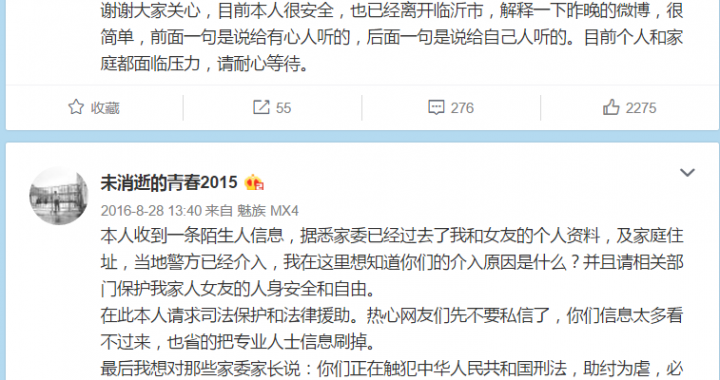 谢谢大家关心，目前本人很安全，也已经离开临沂市，解释一下昨晚的微博，很
简单，前面一句是说给有心人听的，后面一句是说给自己人听的。目前个人和家
庭都面临压力，请耐心等待。
收藏 55 276 2275
未消逝的青春2015
2016-8-28 13:40 来自 魅族 MX4
本人收到一条陌生人信息，据悉家委已经过去了我和女友的个人资料，及家庭住
址，当地警方已经介入，我在这里想知道你们的介入原因是什么？并且请相关部
门保护我家人女友的人身安全和自由。
在此本人请求司法保护和法律援助。热心网友们先不要私信了，你们信息太多看
不过来，也省的把专业人士信息刷掉。
最后我想对那些家委家长说：你们正在触犯中华人民共和国刑法，助纣为虐，必